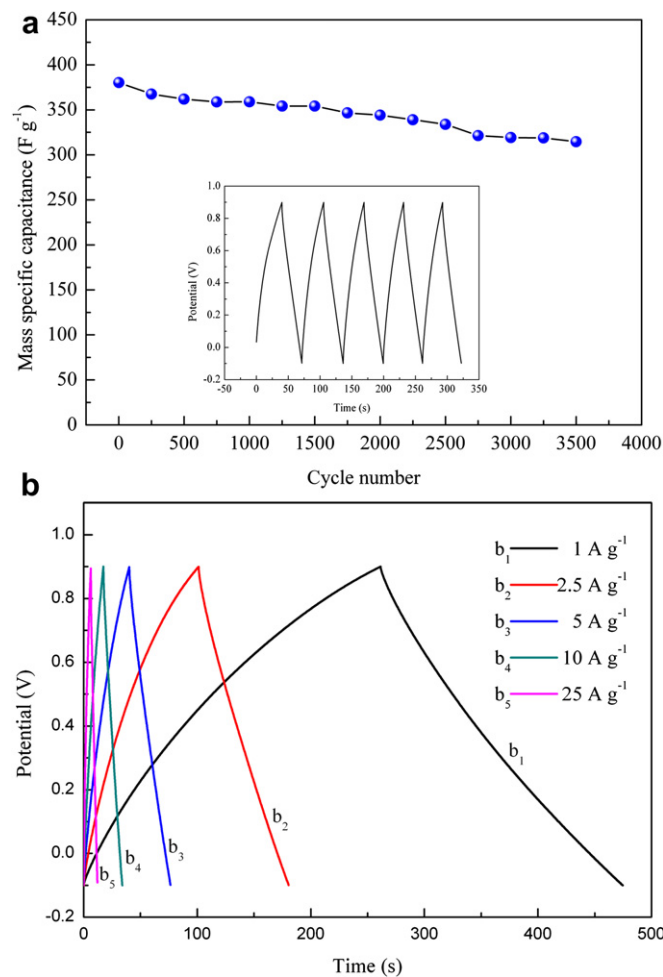 a
450
400
350
300
250
200
150
100
50
0
Mass specific capacitance (F g⁻¹)
1.0
0.8
0.6
0.4
0.2
0.0
-0.2
Potential (V)
-50 0 50 100 150 200 250 300 350
Time (s)
0 500 1000 1500 2000 2500 3000 3500 4000
Cycle number
b
1.0
0.8
0.6
0.4
0.2
0.0
-0.2
Potential (V)
b₁ 1 A g⁻¹
b₂ 2.5 A g⁻¹
b₃ 5 A g⁻¹
b₄ 10 A g⁻¹
b₅ 25 A g⁻¹
b₁
b₂
b₃
b₄
b₅
0 100 200 300 400 500
Time (s)